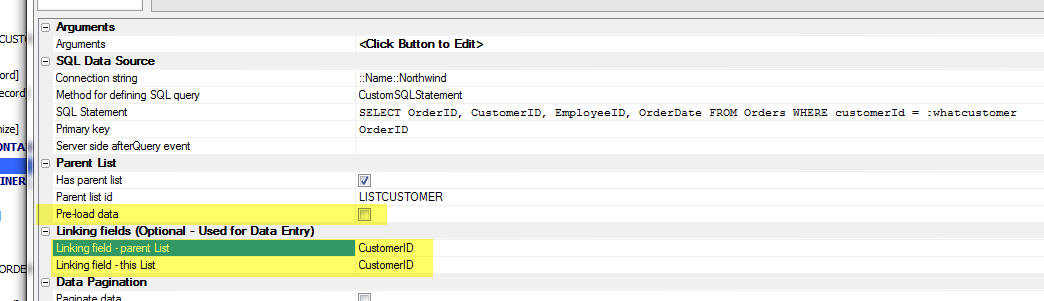 Arguments
Arguments <Click Button to Edit>
SQL Data Source
Connection string ::Name::Northwind
Method for defining SQL query CustomSQLStatement
SQL Statement SELECT OrderID, CustomerID, EmployeeID, OrderDate FROM Orders WHERE customerId = :whatcustomer
Primary key OrderID
Server side afterQuery event
Parent List
Has parent list
Parent list id LISTCUSTOMER
Pre-load data
Linking fields (Optional - Used for Data Entry)
Linking field - parent List CustomerID
Linking field - this List CustomerID
Data Pagination
Paginate data
CUSTO
ord]
ecord
nize]
ONTA
INER
ORDE